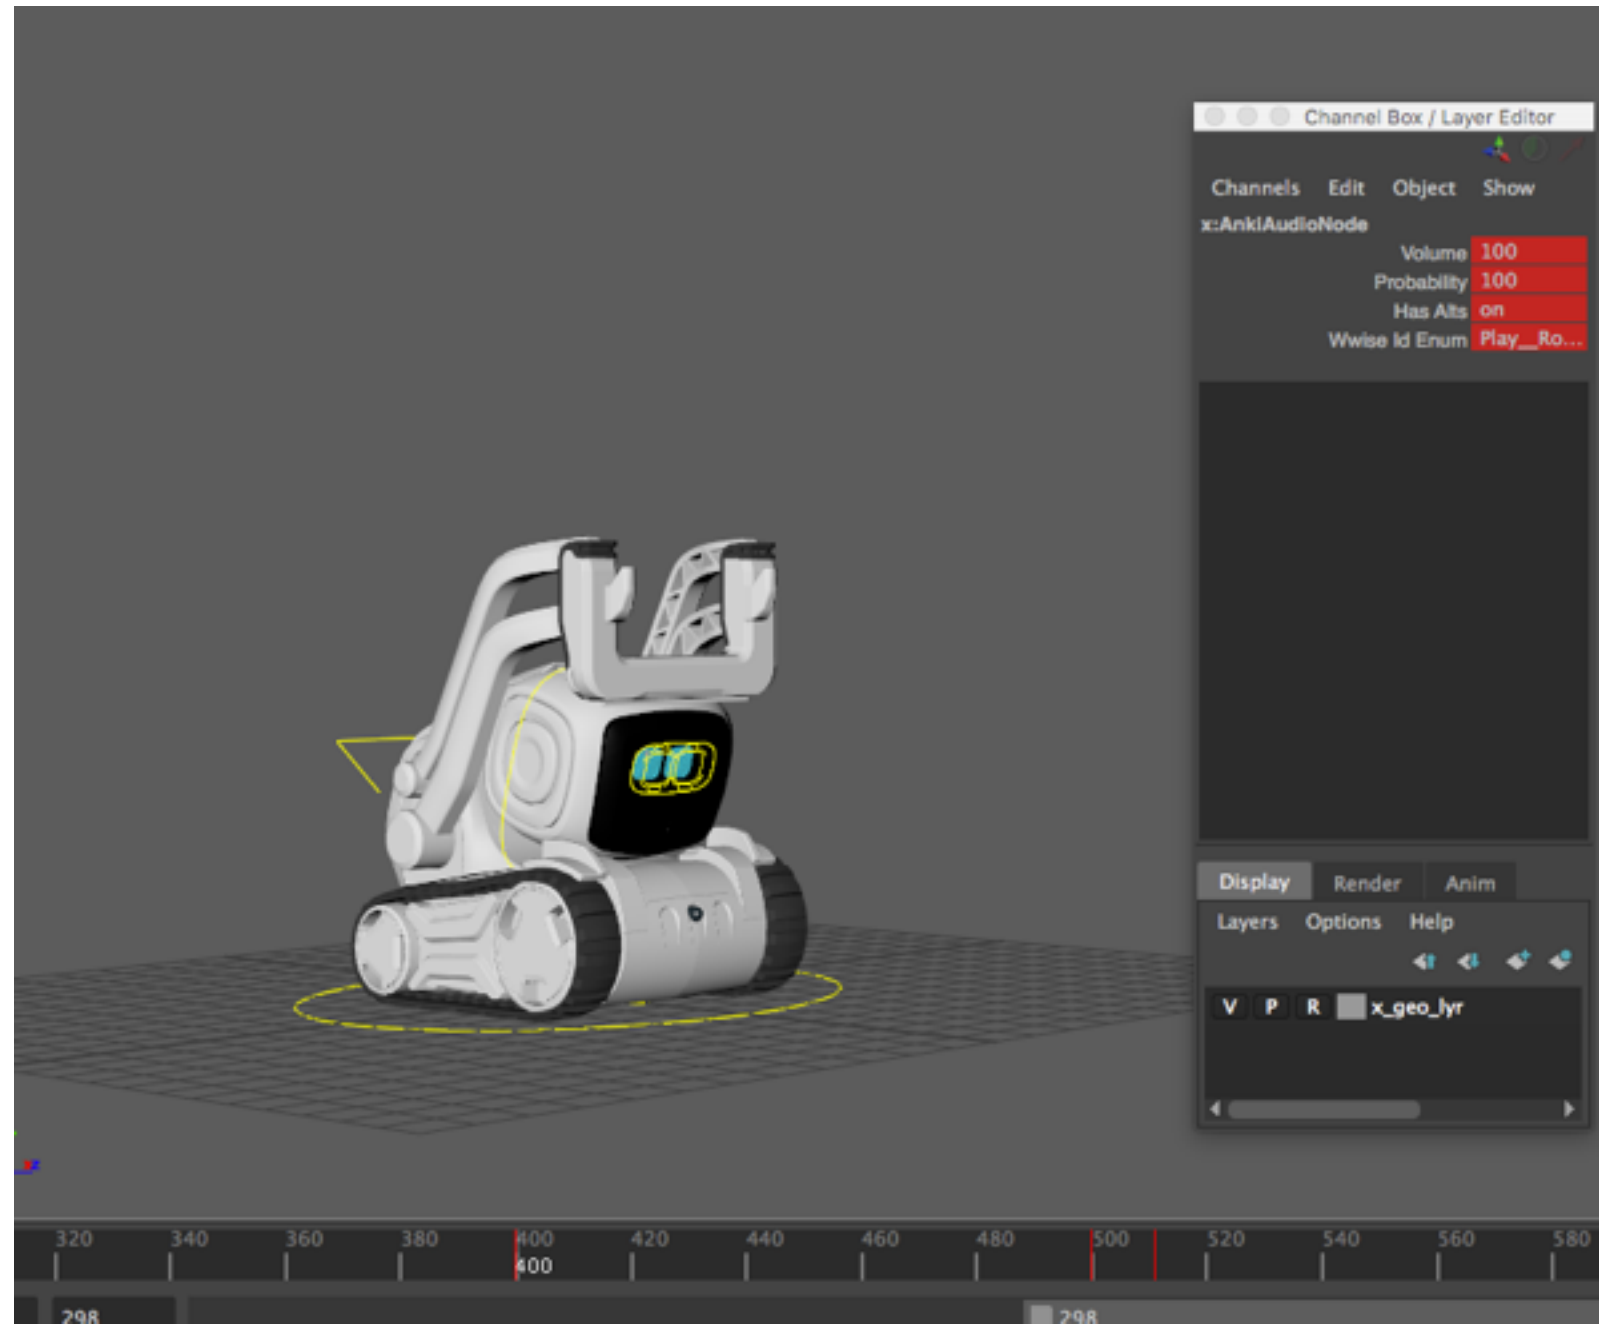 Channel Box / Layer Editor
Channels Edit Object Show
x:AnkiAudioNode
Volume 100
Probability 100
Has Alts on
Wwise Id Enum Play__Ro...
Display Render Anim
Layers Options Help
V P R x_geo_lyr
320 340 360 380 400 420 440 460 480 500 520 540 560 580
400
298 298